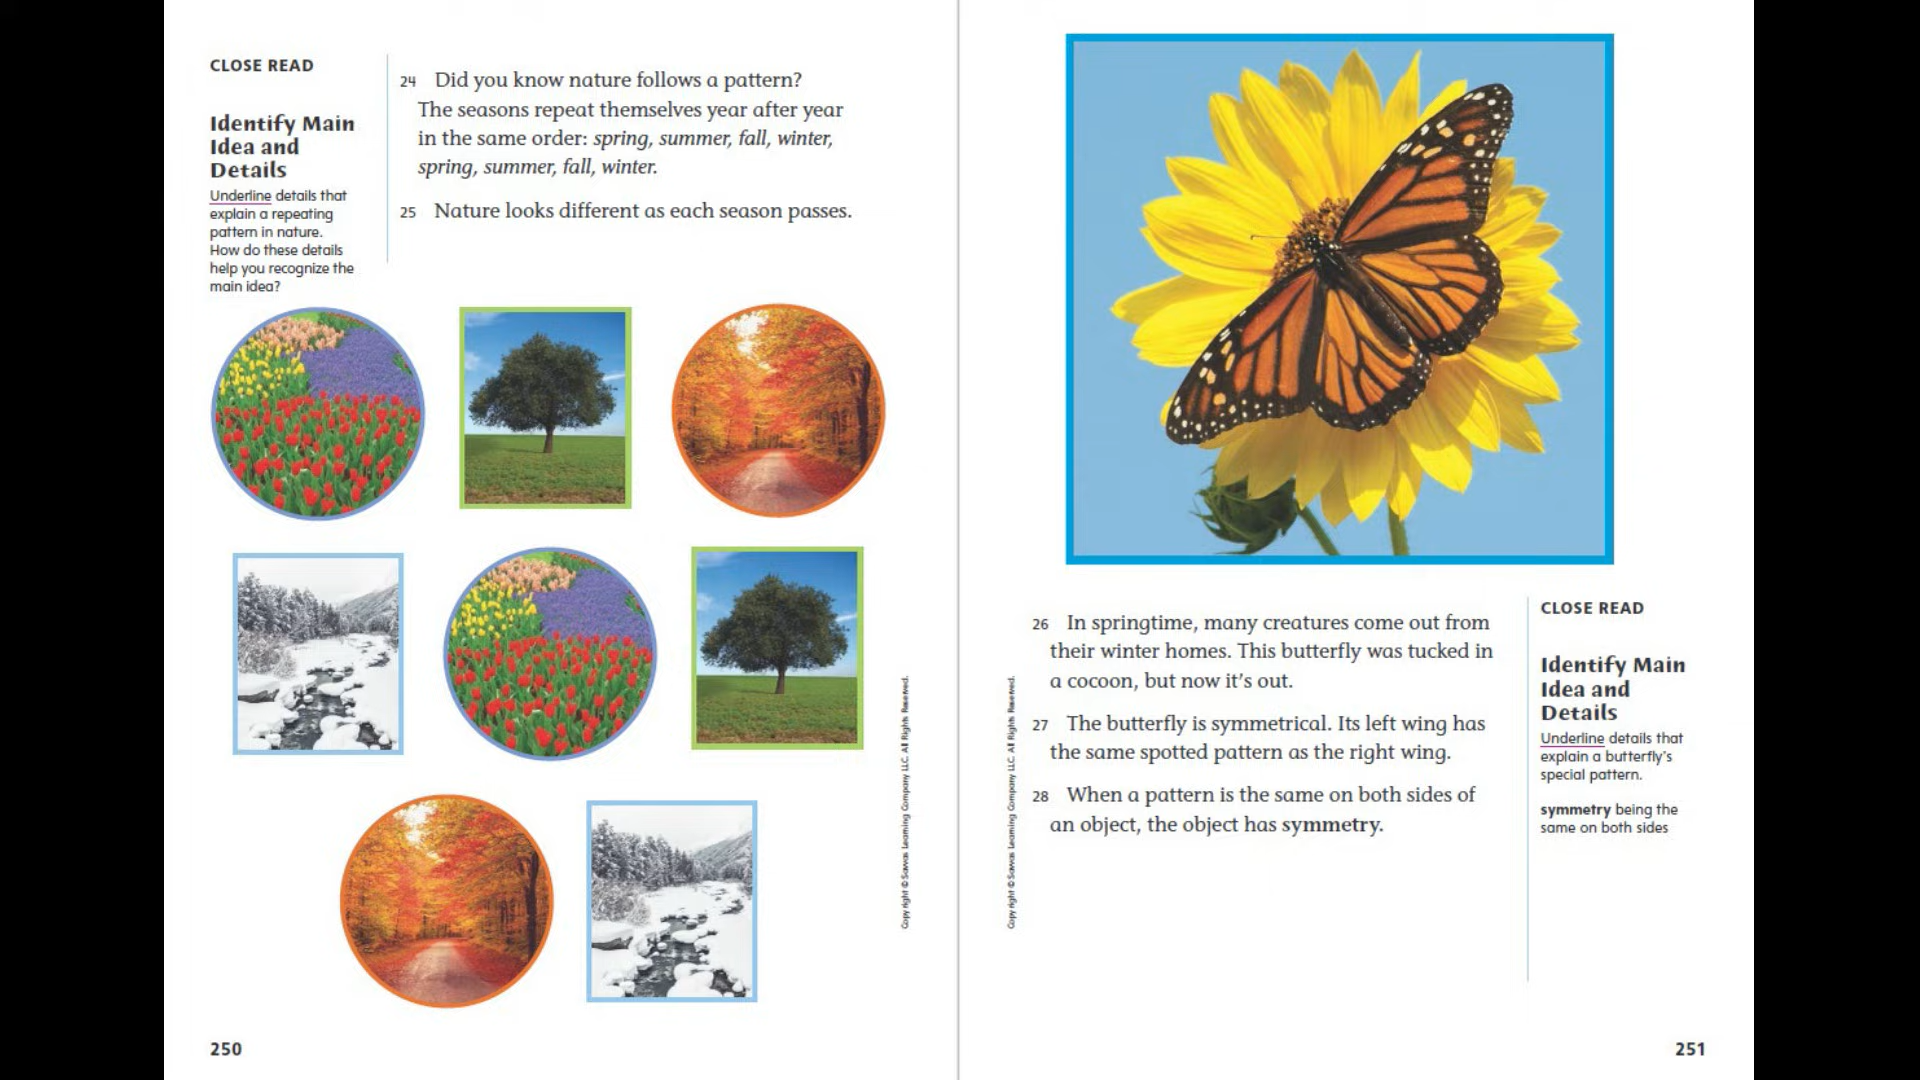 CLOSE READ
Identify Main
Idea and
Details
Underline details that
explain a repeating
pattern in nature.
How do these details
help you recognize the
main idea?
24 Did you know nature follows a pattern?
The seasons repeat themselves year after year
in the same order: spring, summer, fall, winter,
spring, summer, fall, winter.
25 Nature looks different as each season passes.
Copyright © Savvas Learning Company LLC. All Rights Reserved.
250
Copyright © Savvas Learning Company LLC. All Rights Reserved.
26 In springtime, many creatures come out from
their winter homes. This butterfly was tucked in
a cocoon, but now it's out.
27 The butterfly is symmetrical. Its left wing has
the same spotted pattern as the right wing.
28 When a pattern is the same on both sides of
an object, the object has symmetry.
CLOSE READ
Identify Main
Idea and
Details
Underline details that
explain a butterfly's
special pattern.
symmetry being the
same on both sides
251